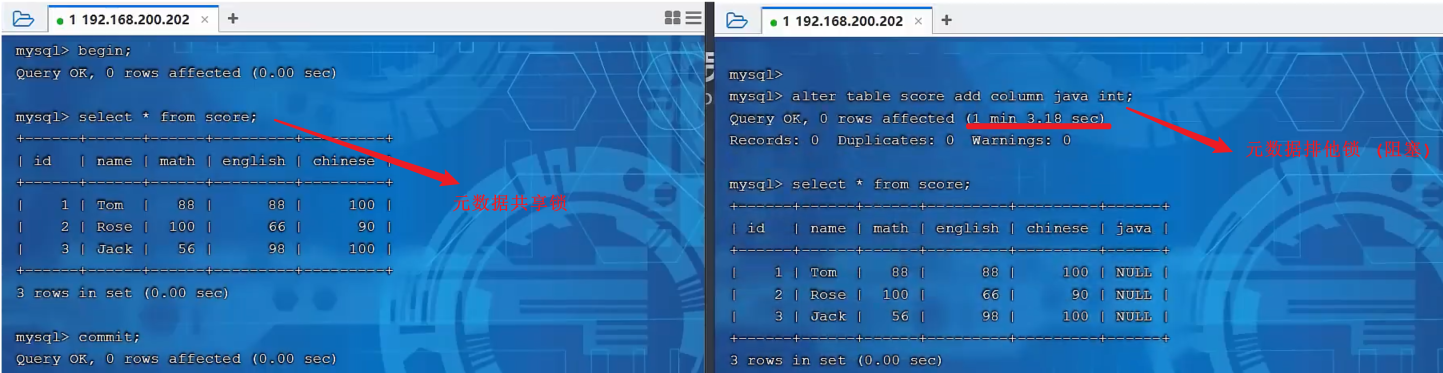 1 192.168.200.202 × +
mysql> begin;
Query OK, 0 rows affected (0.00 sec)
mysql> select * from score;
+------+------+------+---------+---------+
| id | name | math | english | chinese |
+------+------+------+---------+---------+
| 1 | Tom | 88 | 88 | 100 |
| 2 | Rose | 100 | 66 | 90 |
| 3 | Jack | 56 | 98 | 100 |
+------+------+------+---------+---------+
元数据共享锁
3 rows in set (0.00 sec)
mysql> commit;
Query OK, 0 rows affected (0.00 sec)
1 192.168.200.202 × +
mysql>
mysql> alter table score add column java int;
Query OK, 0 rows affected (1 min 3.18 sec)
Records: 0 Duplicates: 0 Warnings: 0
元数据排他锁 (阻塞)
mysql> select * from score;
+------+------+------+---------+---------+------+
| id | name | math | english | chinese | java |
+------+------+------+---------+---------+------+
| 1 | Tom | 88 | 88 | 100 | NULL |
| 2 | Rose | 100 | 66 | 90 | NULL |
| 3 | Jack | 56 | 98 | 100 | NULL |
+------+------+------+---------+---------+------+
3 rows in set (0.00 sec)